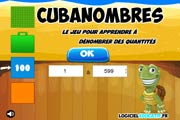 CUBANOMBRES
LE JEU POUR APPRENDRE À
DÉNOMBRER DES QUANTITÉS
OK
100
1 à 599
LOGICIELEDUCATIF.FR